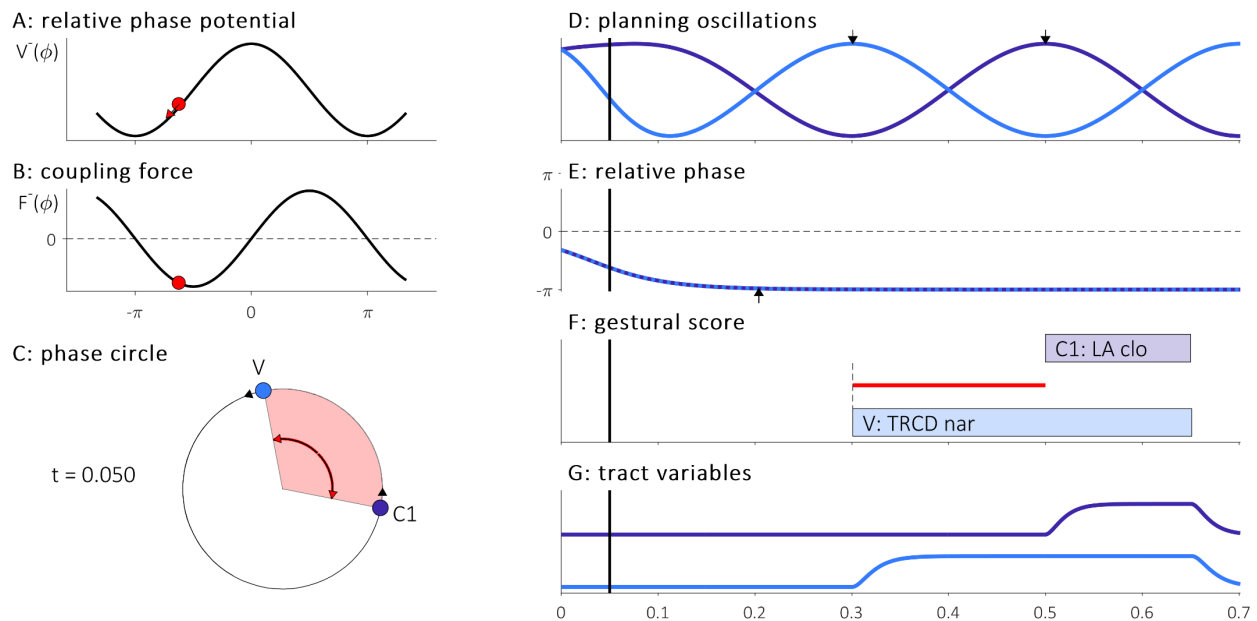 A: relative phase potential
V⁻(ϕ)
B: coupling force
F⁻(ϕ)
0
-π 0 π
C: phase circle
V
t = 0.050
C1
D: planning oscillations
E: relative phase
π
0
-π
F: gestural score
C1: LA clo
V: TRCD nar
G: tract variables
0 0.1 0.2 0.3 0.4 0.5 0.6 0.7